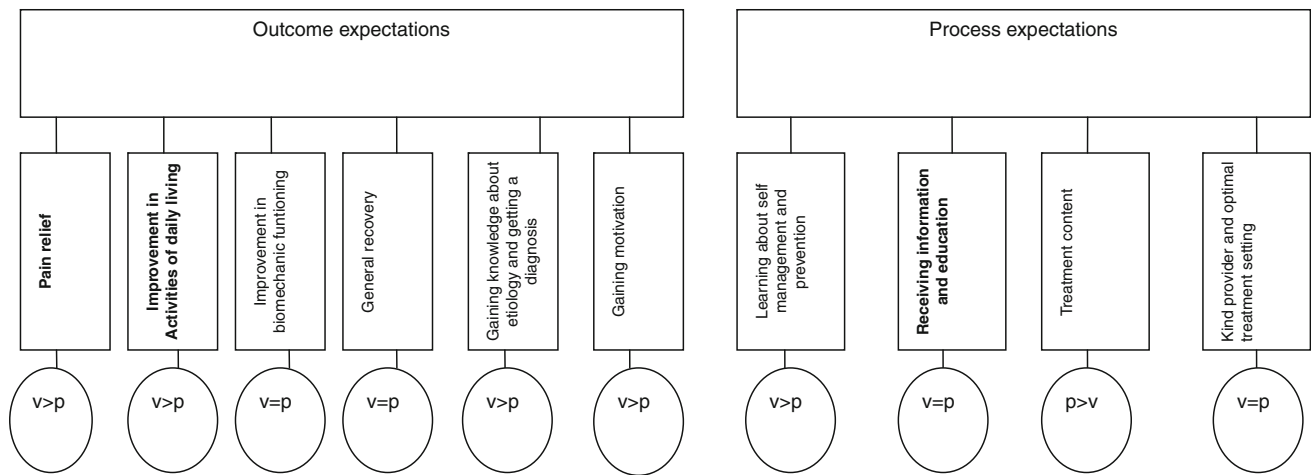 Outcome expectations
Process expectations
Pain relief
Improvement in
Activities of daily living
Improvement in
biomechanic funtioning
General recovery
Gaining knowledge about
etiology and getting a
diagnosis
Gaining motivation
Learning about self
management and
prevention
Receiving information
and education
Treatment content
Kind provider and optimal
treatment setting
v>p
v>p
v=p
v=p
v>p
v>p
v>p
v=p
p>v
v=p